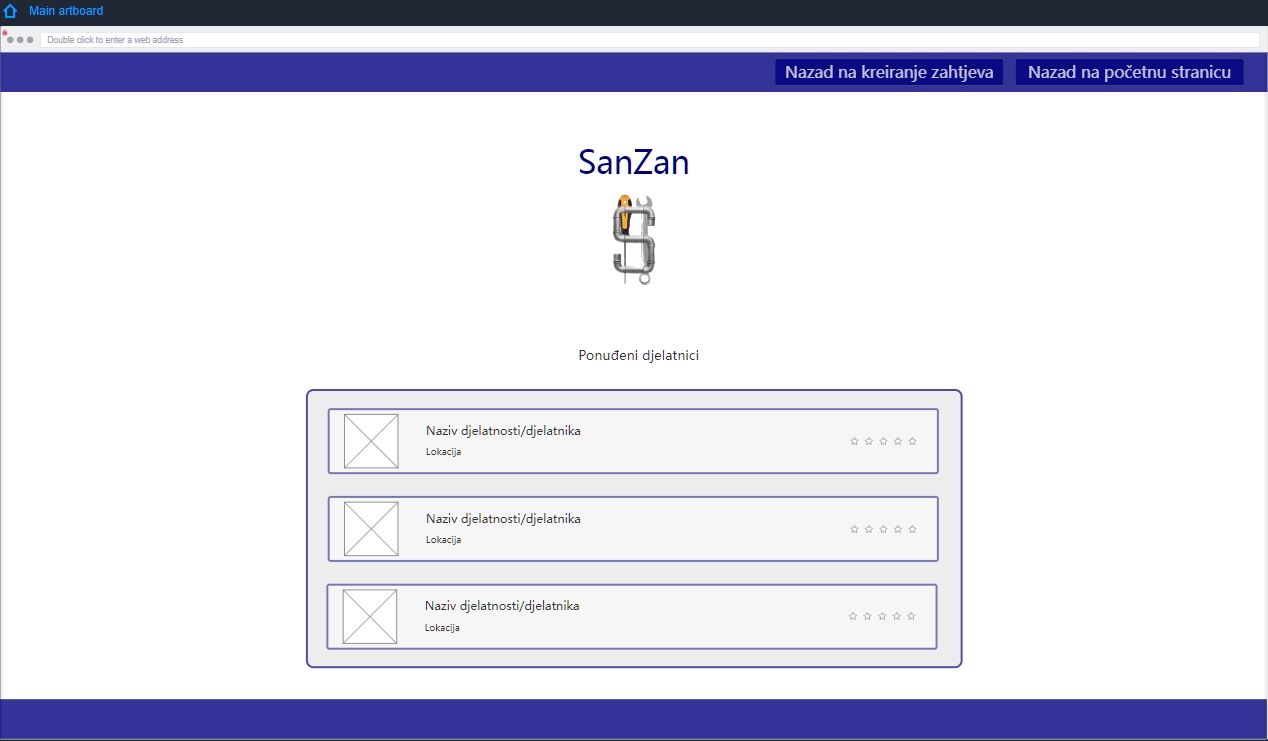 Main artboard
Double click to enter a web address
Nazad na kreiranje zahtjeva Nazad na početnu stranicu
SanZan
Ponuđeni djelatnici
Naziv djelatnosti/djelatnika
Lokacija
Naziv djelatnosti/djelatnika
Lokacija
Naziv djelatnosti/djelatnika
Lokacija